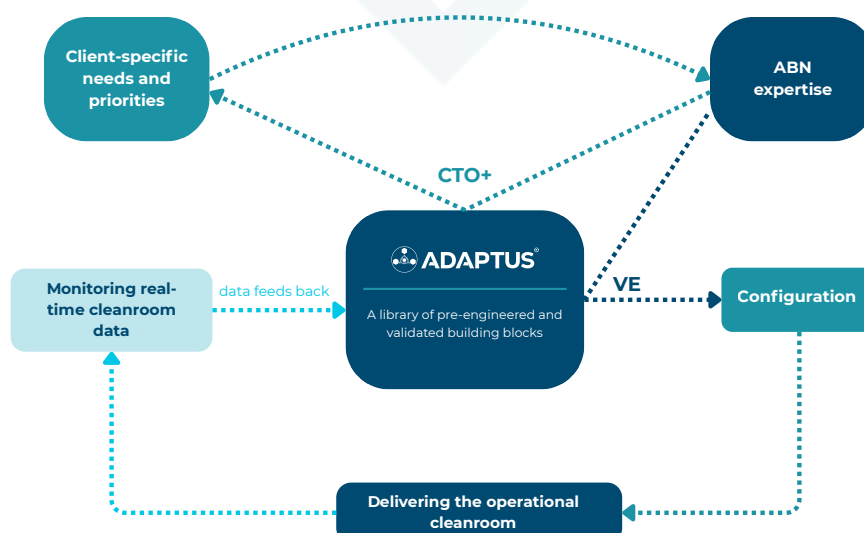 Client-specific
needs and
priorities
ABN
expertise
CTO+
ADAPTUS®
A library of pre-engineered and
validated building blocks
Monitoring real-
time cleanroom
data
data feeds back
VE
Configuration
Delivering the operational
cleanroom